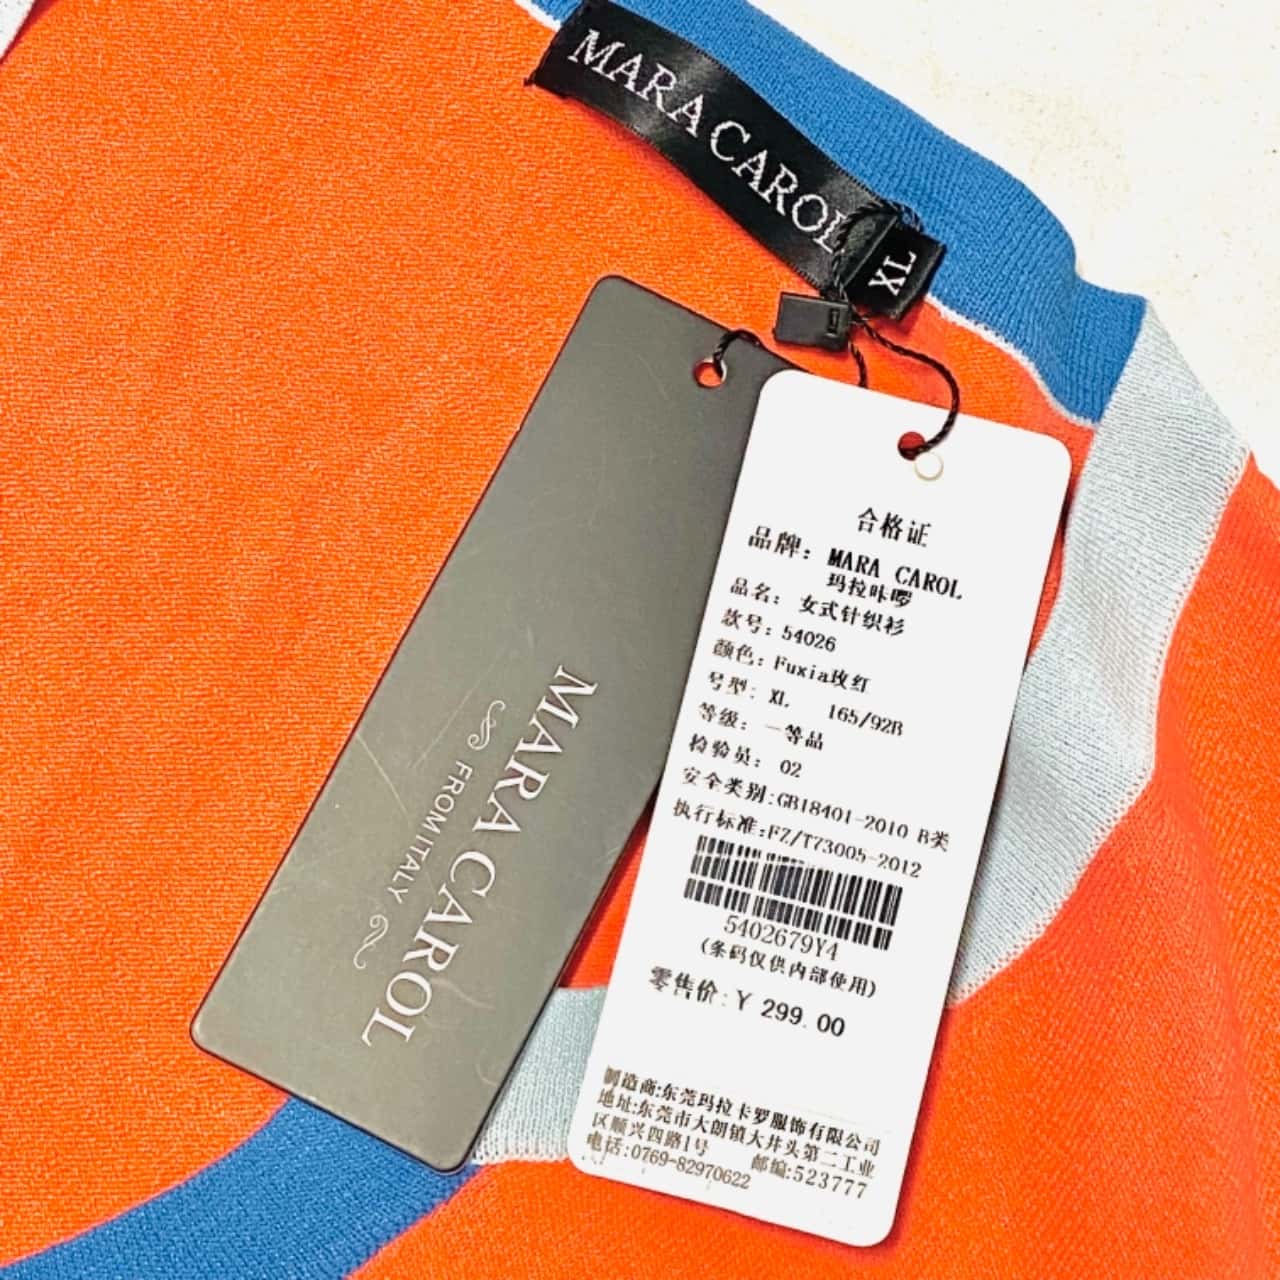 MARA CAROL
XL
MARA CAROL
FROM ITALY
合格证
品牌: MARA CAROL
玛拉咔啰
品名: 女式针织衫
款号: 54026
颜色: Fuxia玫红
号型: XL 165/92B
等级: 一等品
检验员: 02
安全类别:GB18401-2010 B类
执行标准:FZ/T73005-2012
5402679Y4
(条码仅供内部使用)
零售价:¥ 299.00
制造商:东莞玛拉卡罗服饰有限公司
地址:东莞市大朗镇大井头第二工业
区顺兴四路1号
电话:0769-82970622 邮编:523777